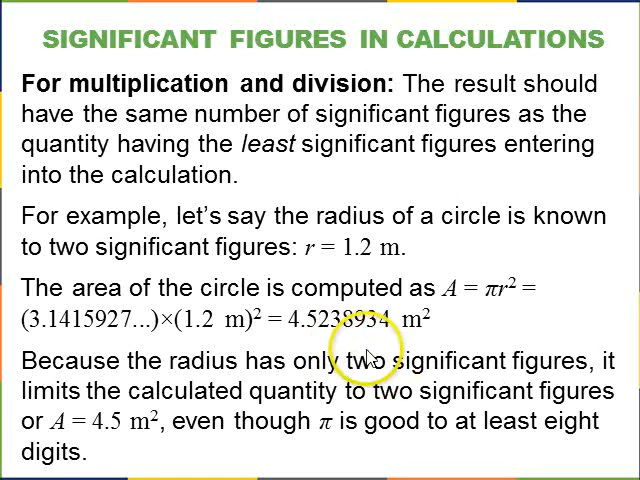 SIGNIFICANT FIGURES IN CALCULATIONS
For multiplication and division: The result should
have the same number of significant figures as the
quantity having the least significant figures entering
into the calculation.
For example, let's say the radius of a circle is known
to two significant figures: r = 1.2 m.
The area of the circle is computed as A = πr² =
(3.1415927...)×(1.2 m)² = 4.5238934 m²
Because the radius has only two significant figures, it
limits the calculated quantity to two significant figures
or A = 4.5 m², even though π is good to at least eight
digits.